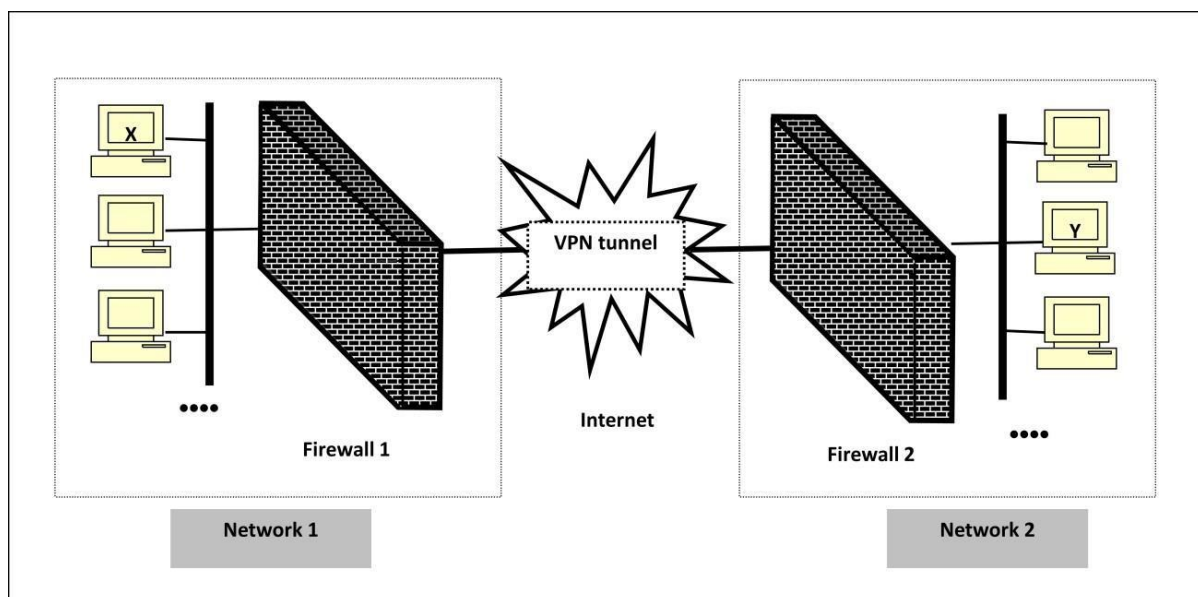 X
Y
VPN tunnel
Internet
Firewall 1
Firewall 2
Network 1
Network 2